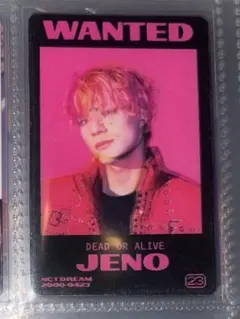 WANTED
DEAD OR ALIVE
JENO
NCT DREAM
2000-0423
23